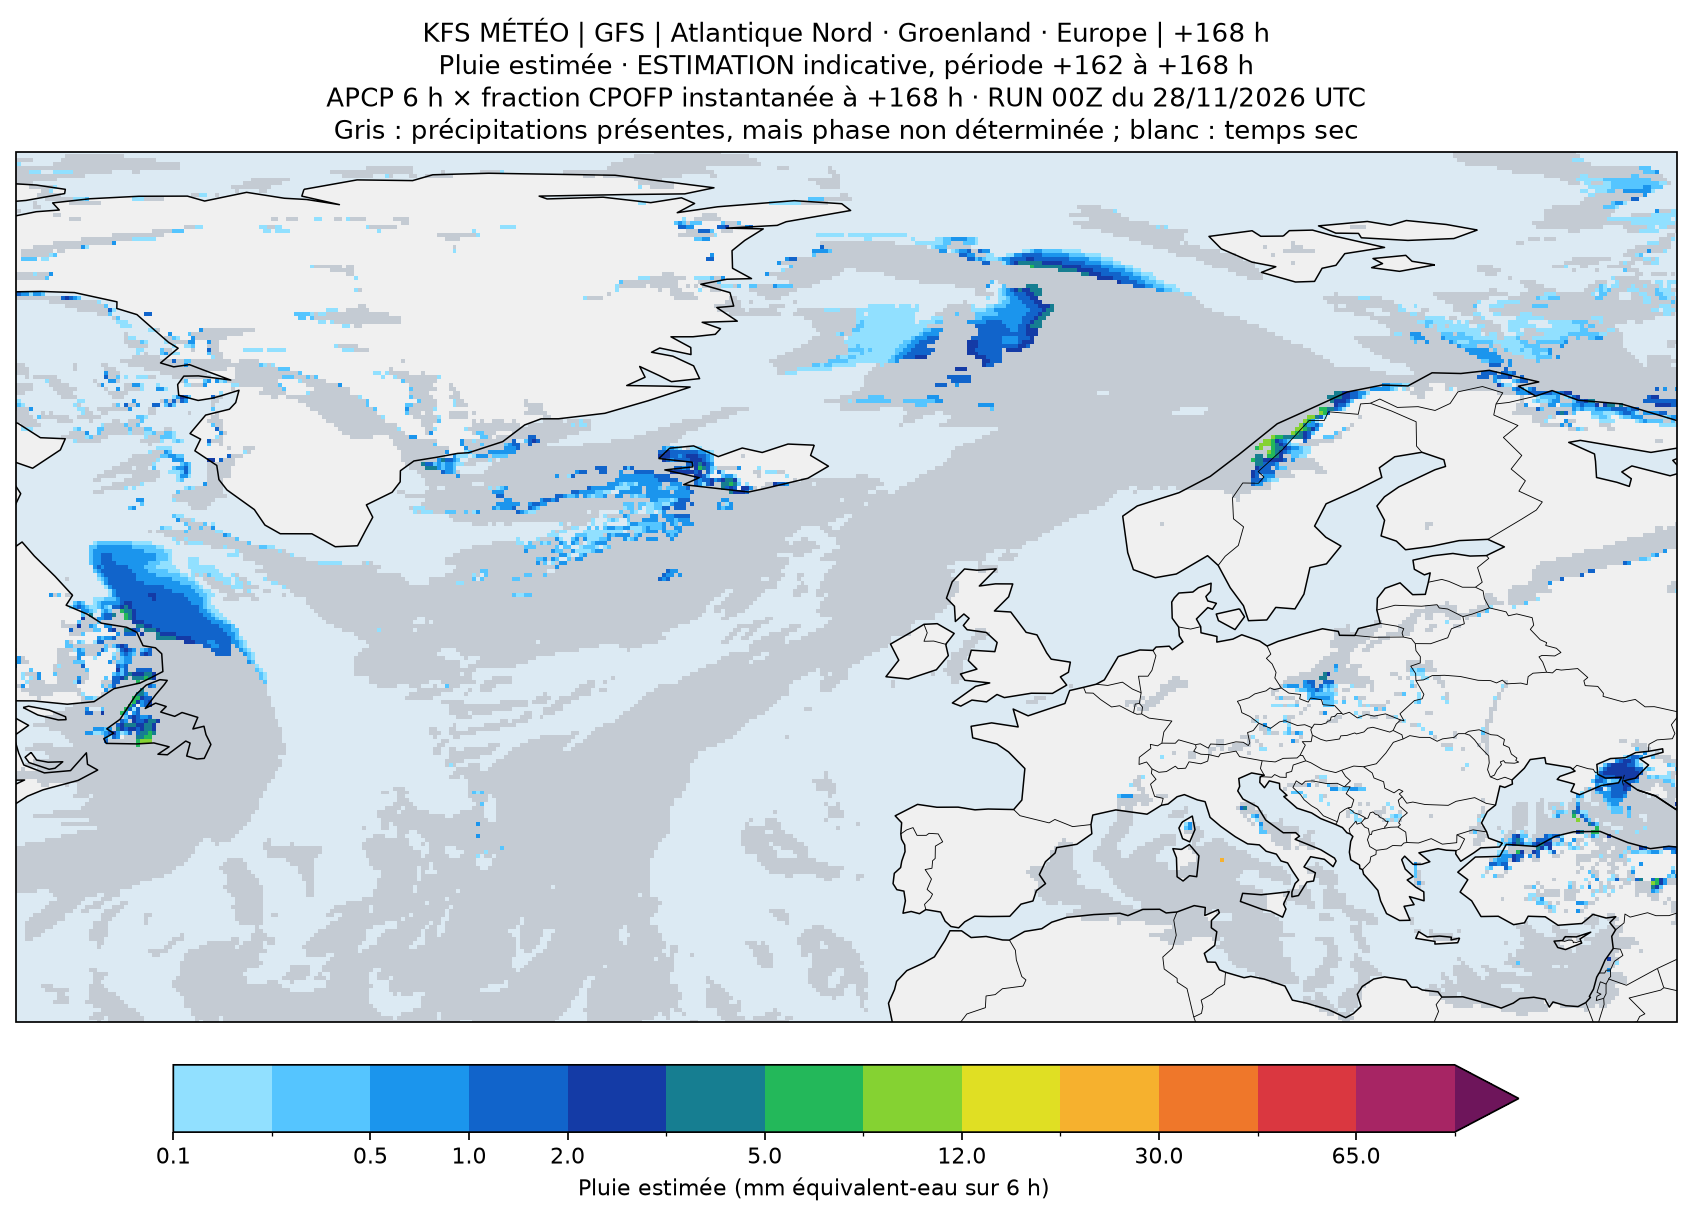 KFS MÉTÉO | GFS | Atlantique Nord · Groenland · Europe | +168 h
Pluie estimée · ESTIMATION indicative, période +162 à +168 h
APCP 6 h × fraction CPOFP instantanée à +168 h · RUN 00Z du 28/11/2026 UTC
Gris : précipitations présentes, mais phase non déterminée ; blanc : temps sec
0.1 0.5 1.0 2.0 5.0 12.0 30.0 65.0
Pluie estimée (mm équivalent-eau sur 6 h)